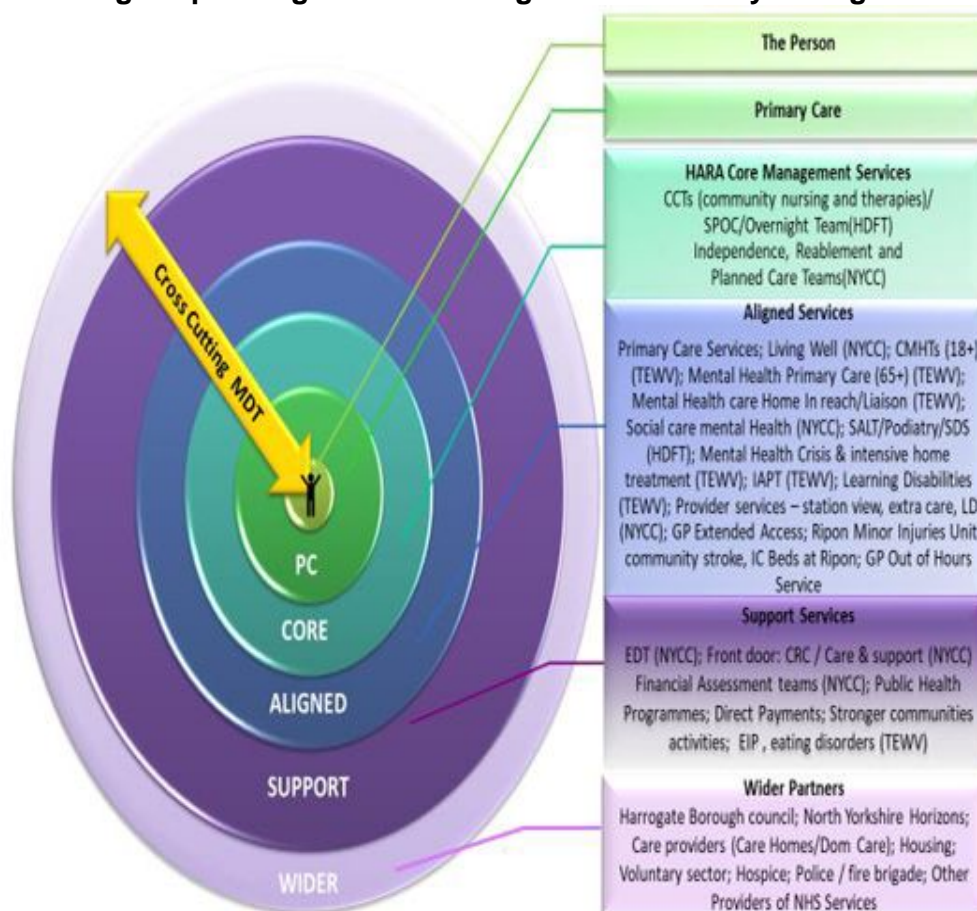 The Person
Primary Care
HARA Core Management Services
CCTs (community nursing and therapies)/
SPOC/Overnight Team(HDFT)
Independence, Reablement and
Planned Care Teams(NYCC)
Aligned Services
Primary Care Services; Living Well (NYCC); CMHTs (18+)
(TEWV); Mental Health Primary Care (65+) (TEWV);
Mental Health care Home In reach/Liaison (TEWV);
Social care mental Health (NYCC); SALT/Podiatry/SDS
(HDFT); Mental Health Crisis & intensive home
treatment (TEWV); IAPT (TEWV); Learning Disabilities
(TEWV); Provider services – station view, extra care, LD
(NYCC); GP Extended Access; Ripon Minor Injuries Unit
community stroke, IC Beds at Ripon; GP Out of Hours
Service
Support Services
EDT (NYCC); Front door: CRC / Care & support (NYCC)
Financial Assessment teams (NYCC); Public Health
Programmes; Direct Payments; Stronger communities
activities; EIP , eating disorders (TEWV)
Wider Partners
Harrogate Borough council; North Yorkshire Horizons;
Care providers (Care Homes/Dom Care); Housing;
Voluntary sector; Hospice; Police / fire brigade; Other
Providers of NHS Services
Cross Cutting MDT
PC
CORE
ALIGNED
SUPPORT
WIDER